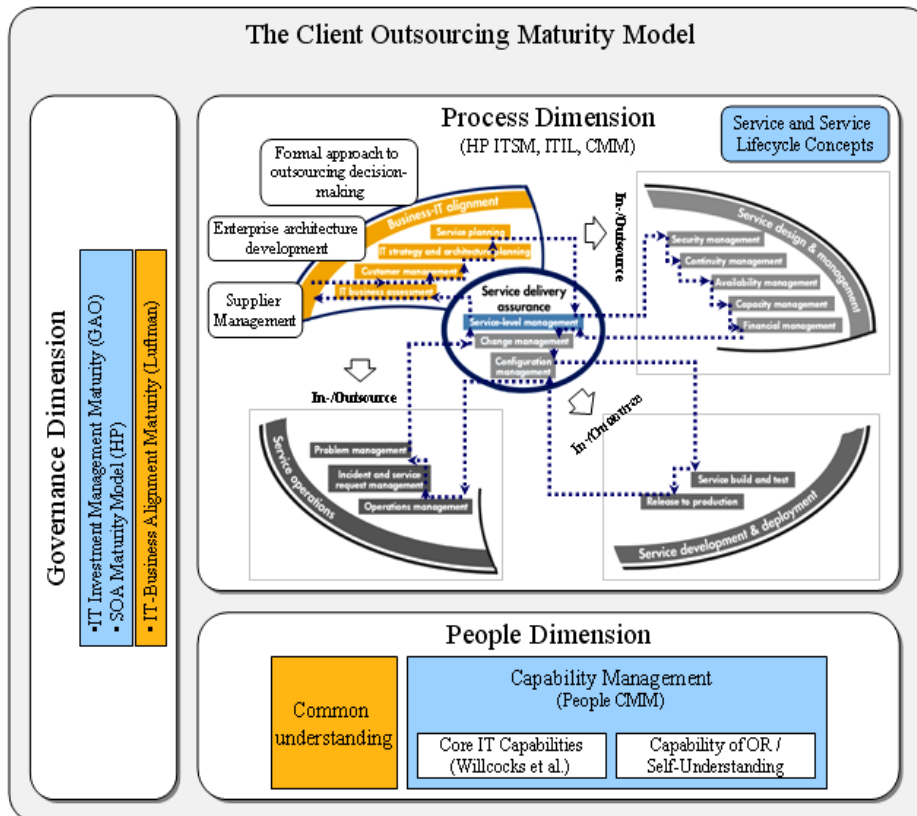 The Client Outsourcing Maturity Model
Governance Dimension
▪IT Investment Management Maturity (GAO)
▪ SOA Maturity Model (HP)
▪ IT-Business Alignment Maturity (Luftman)
Process Dimension
(HP ITSM, ITIL, CMM)
Service and Service
Lifecycle Concepts
Formal approach to
outsourcing decision-
making
Enterprise architecture
development
Supplier
Management
Business-IT alignment
Service planning
IT strategy and architecture planning
Customer management
IT business assessment
In-/Outsource
Service design & management
Security management
Continuity management
Availability management
Capacity management
Financial management
Service delivery
assurance
Service-level management
Change management
Configuration
management
In-/Outsource
In-/Outsource
Service operations
Problem management
Incident and service
request management
Operations management
Service build and test
Release to production
Service development & deployment
People Dimension
Common
understanding
Capability Management
(People CMM)
Core IT Capabilities
(Willcocks et al.)
Capability of OR /
Self-Understanding